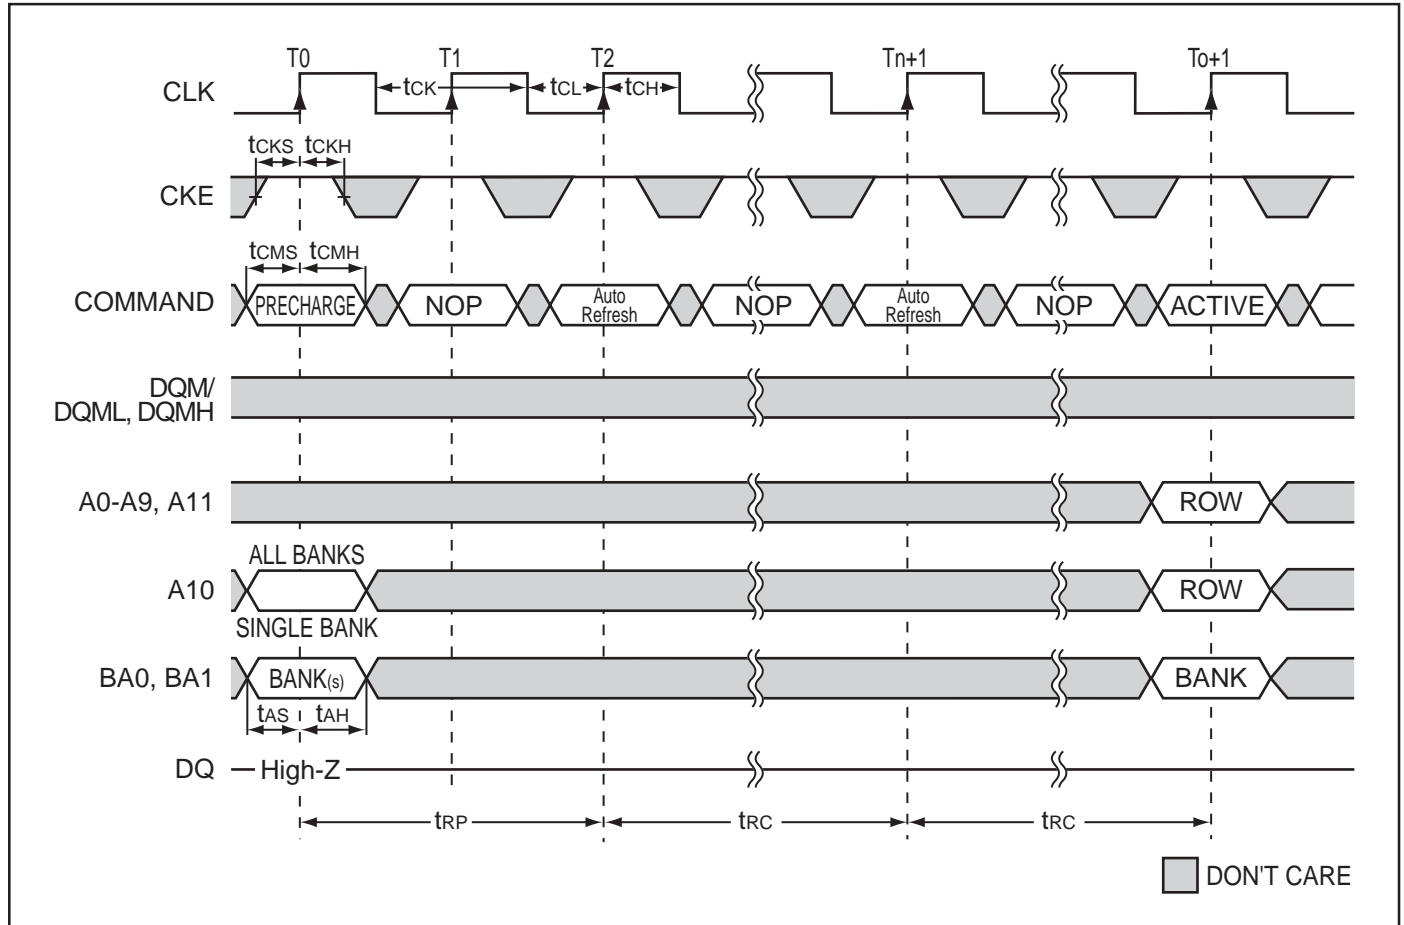 T0 T1 T2 Tn+1 To+1
CLK tCK tCL tCH
tCKS tCKH
CKE
tCMS tCMH
COMMAND PRECHARGE NOP Auto Refresh NOP Auto Refresh NOP ACTIVE
DQM/
DQML, DQMH
A0-A9, A11 ROW
ALL BANKS
A10 ROW
SINGLE BANK
BA0, BA1 BANK(s) BANK
tAS tAH
DQ High-Z
tRP tRC tRC
DON'T CARE